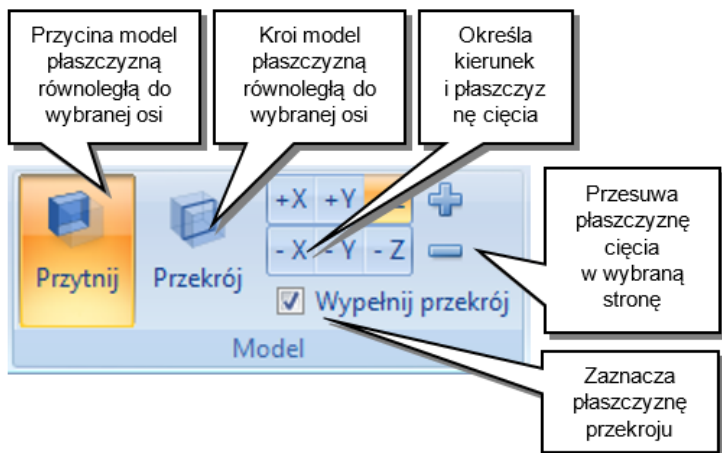 Przycina model
płaszczyzną
równoległą do
wybranej osi
Kroi model
płaszczyzną
równoległą do
wybranej osi
Określa
kierunek
i płaszczyz
nę cięcia
+X +Y
- X - Y - Z
Przytnij
Przekrój
Wypełnij przekrój
Model
Przesuwa
płaszczyznę
cięcia
w wybraną
stronę
Zaznacza
płaszczyznę
przekroju